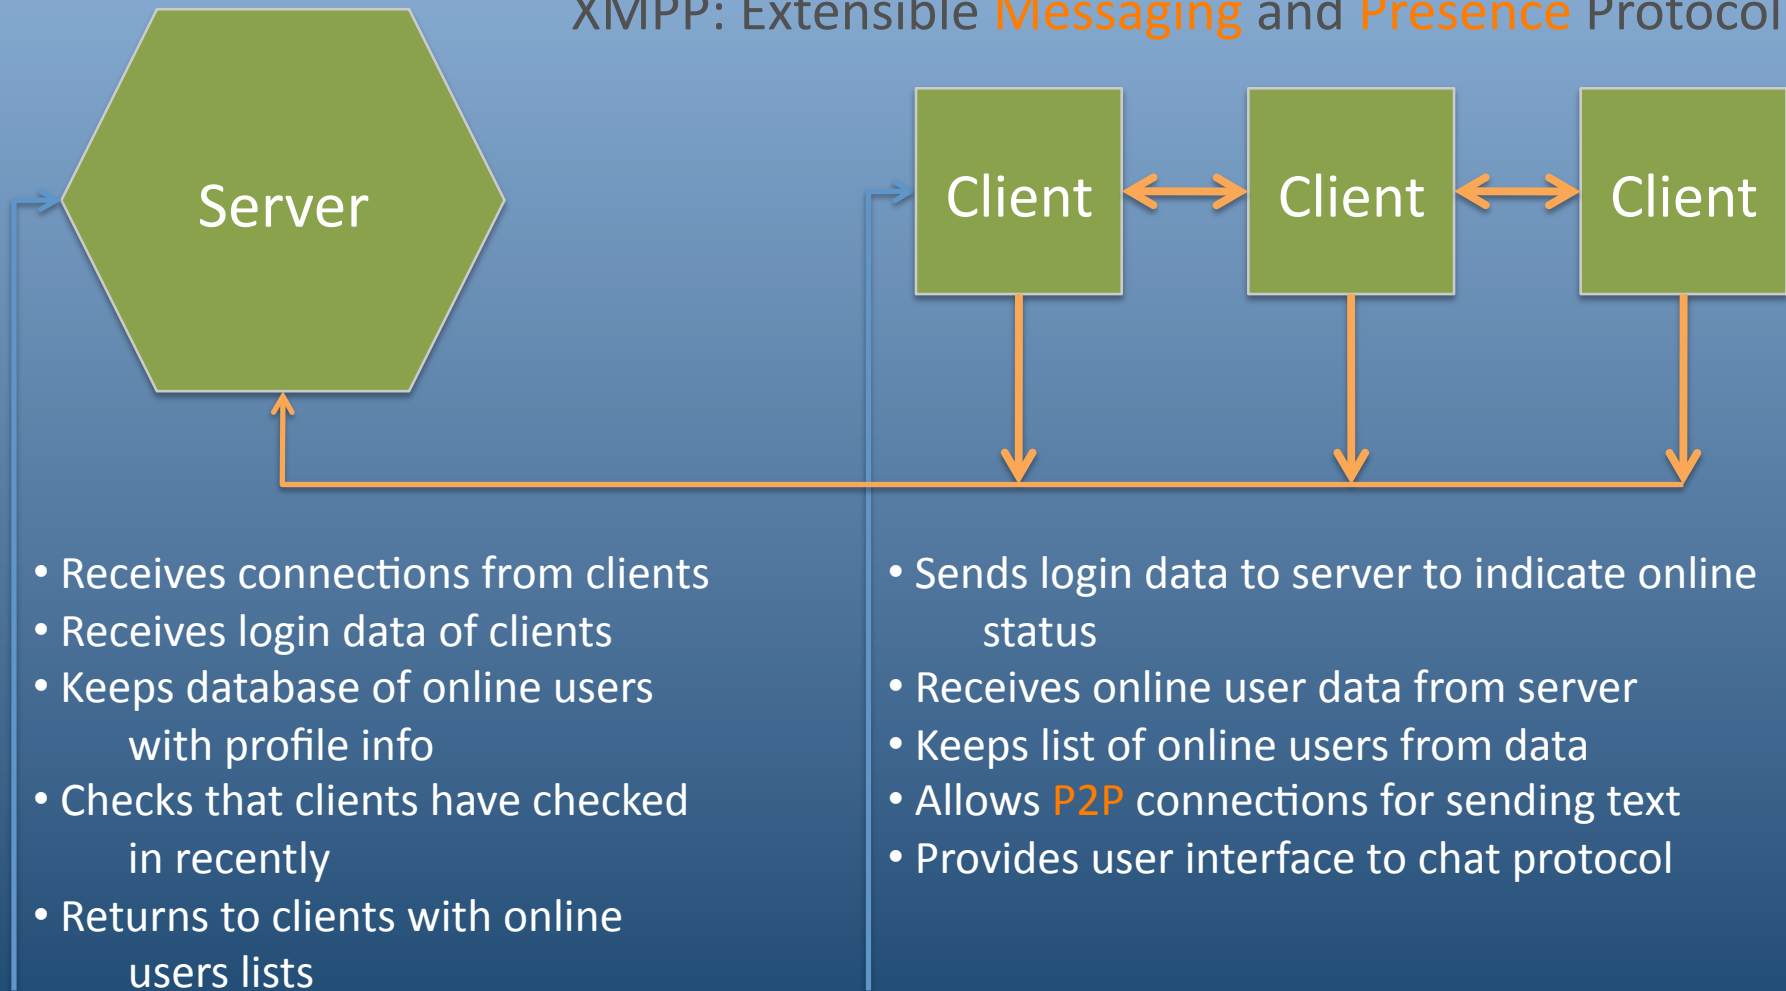 XMPP: Extensible Messaging and Presence Protocol
Server
Client
Client
Client
• Receives connections from clients
• Receives login data of clients
• Keeps database of online users
with profile info
• Checks that clients have checked
in recently
• Returns to clients with online
users lists
• Sends login data to server to indicate online
status
• Receives online user data from server
• Keeps list of online users from data
• Allows P2P connections for sending text
• Provides user interface to chat protocol